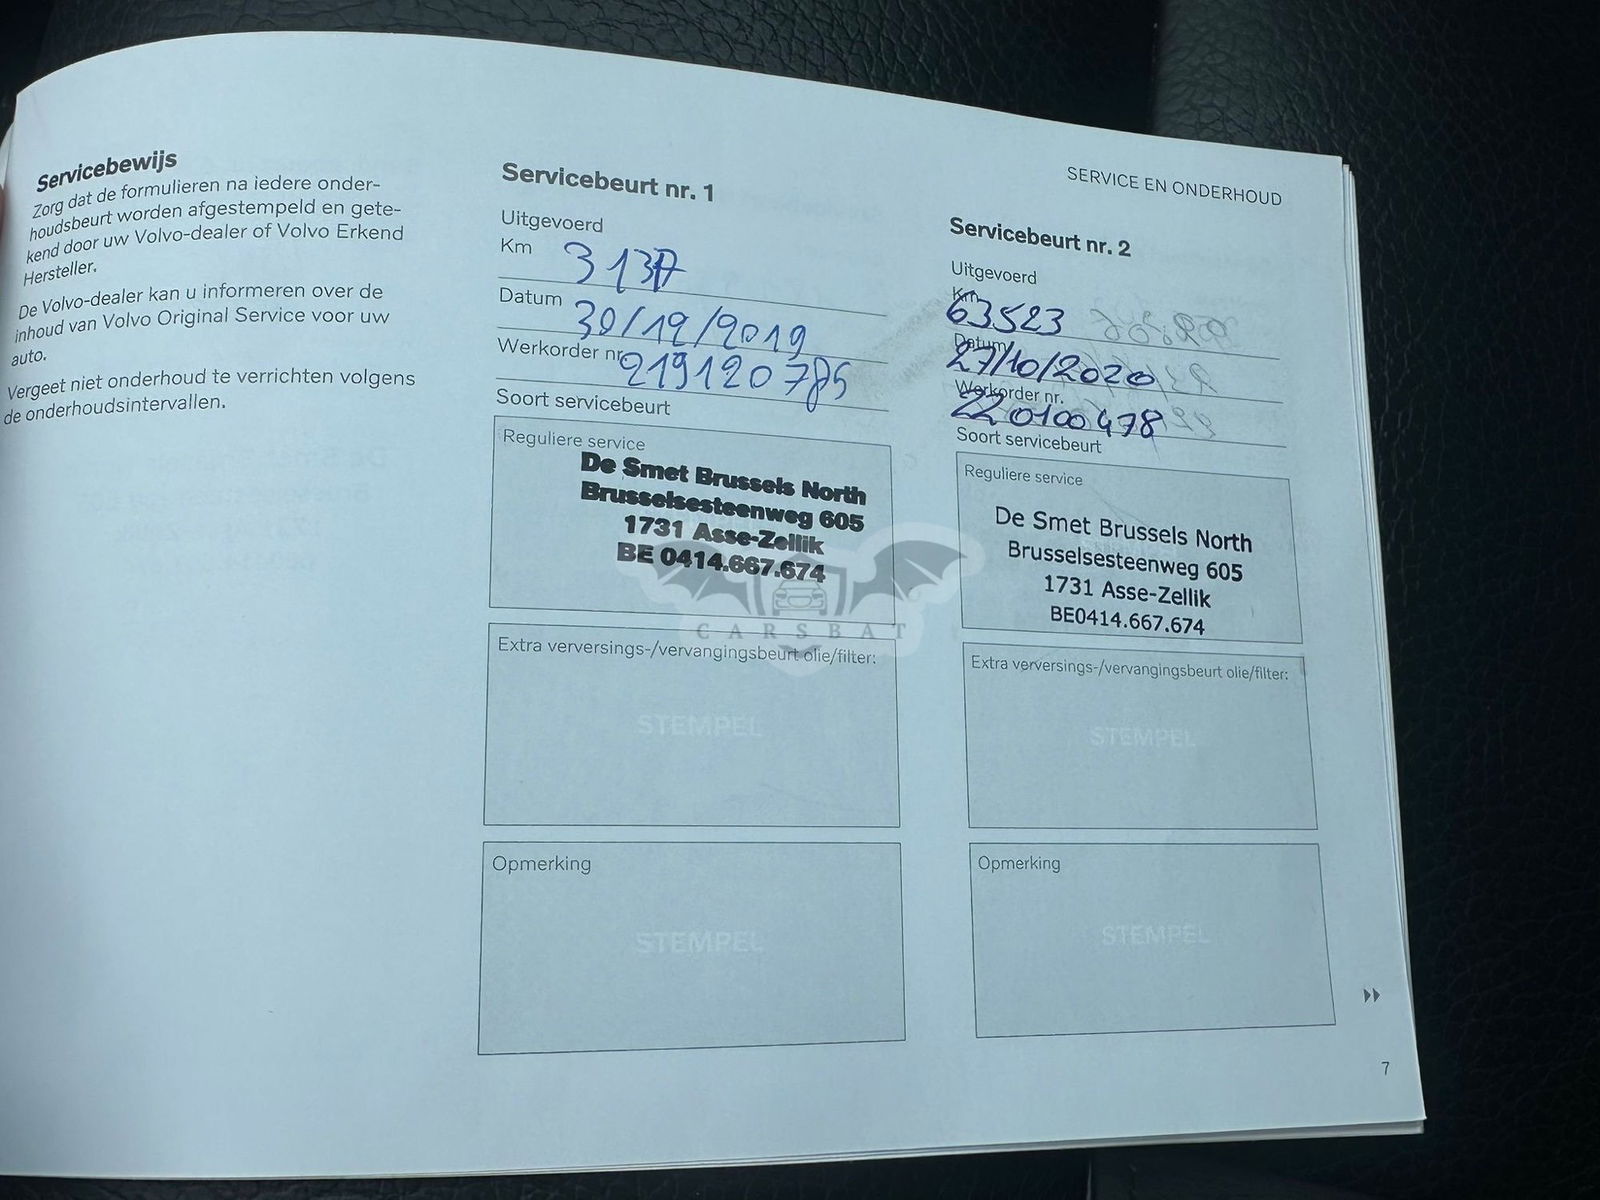 Servicebewijs
Zorg dat de formulieren na iedere onder-
houdsbeurt worden afgestempeld en gete-
kend door uw Volvo-dealer of Volvo Erkend
Hersteller.
De Volvo-dealer kan u informeren over de
inhoud van Volvo Original Service voor uw
auto.
Vergeet niet onderhoud te verrichten volgens
de onderhoudsintervallen.
Servicebeurt nr. 1
Uitgevoerd
Km
Datum 30/12/2019
Werkorder nr. 219120785
Soort servicebeurt
Reguliere service
De Smet Brussels North
Brusselsesteenweg 605
1731 Asse-Zellik
BE 0414.667.674
Extra verversings-/vervangingsbeurt olie/filter:
STEMPEL
Opmerking
STEMPEL
SERVICE EN ONDERHOUD
Servicebeurt nr. 2
Uitgevoerd
Km 63523
Datum 27/10/2020
Werkorder nr. 220100478
Soort servicebeurt
Reguliere service
De Smet Brussels North
Brusselsesteenweg 605
1731 Asse-Zellik
BE0414.667.674
Extra verversings-/vervangingsbeurt olie/filter:
STEMPEL
Opmerking
STEMPEL
7
CARSBAT